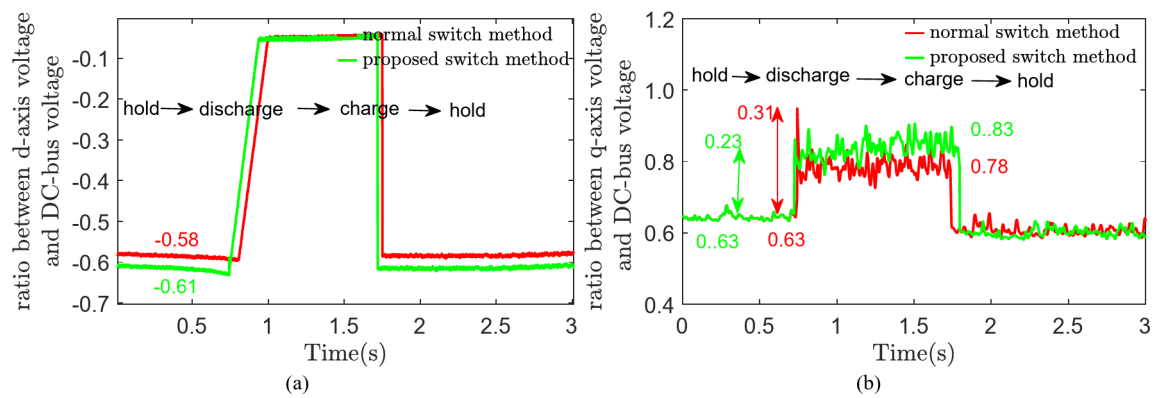 ratio between d-axis voltage
and DC-bus voltage
-0.1
-0.2
-0.3
-0.4
-0.5
-0.6
-0.7
normal switch method
proposed switch method
hold
discharge
charge
hold
-0.58
-0.61
0.5
1
1.5
2
2.5
3
Time(s)
(a)
ratio between q-axis voltage
and DC-bus voltage
1.2
1.0
0.8
0.6
0.4
normal switch method
proposed switch method
hold
discharge
charge
hold
0.31
0.23
0..83
0.78
0..63
0.63
0
0.5
1
1.5
2
2.5
3
Time(s)
(b)